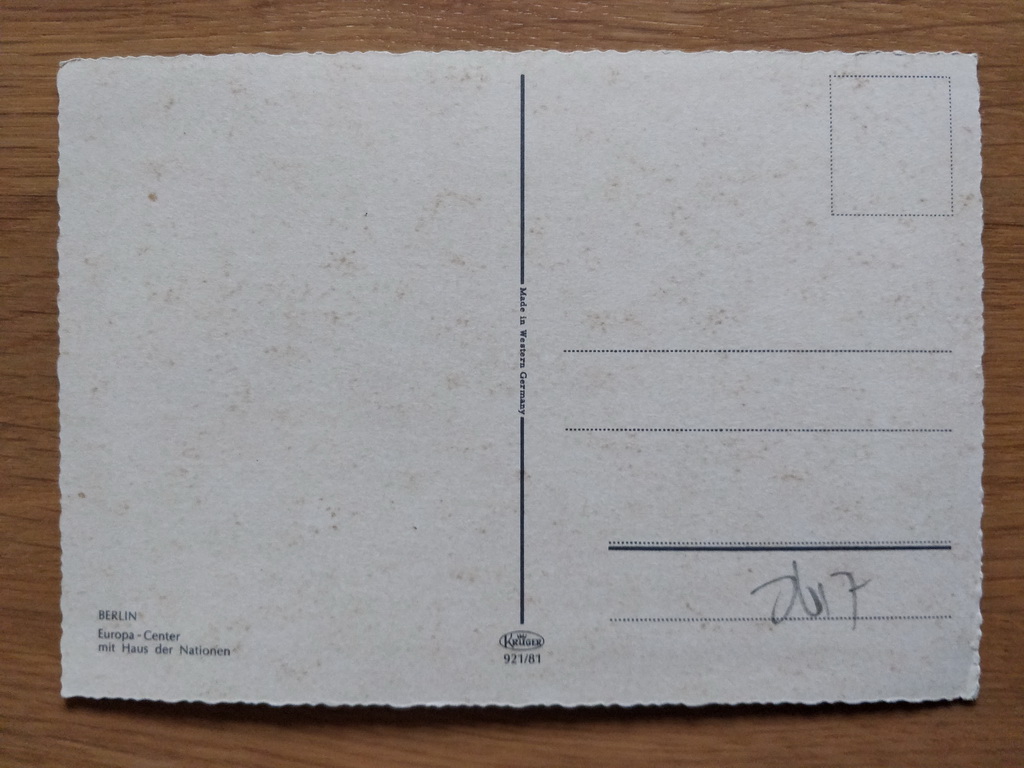 Made in Western Germany
BERLIN
Europa-Center
mit Haus der Nationen
KRÜGER
921/81